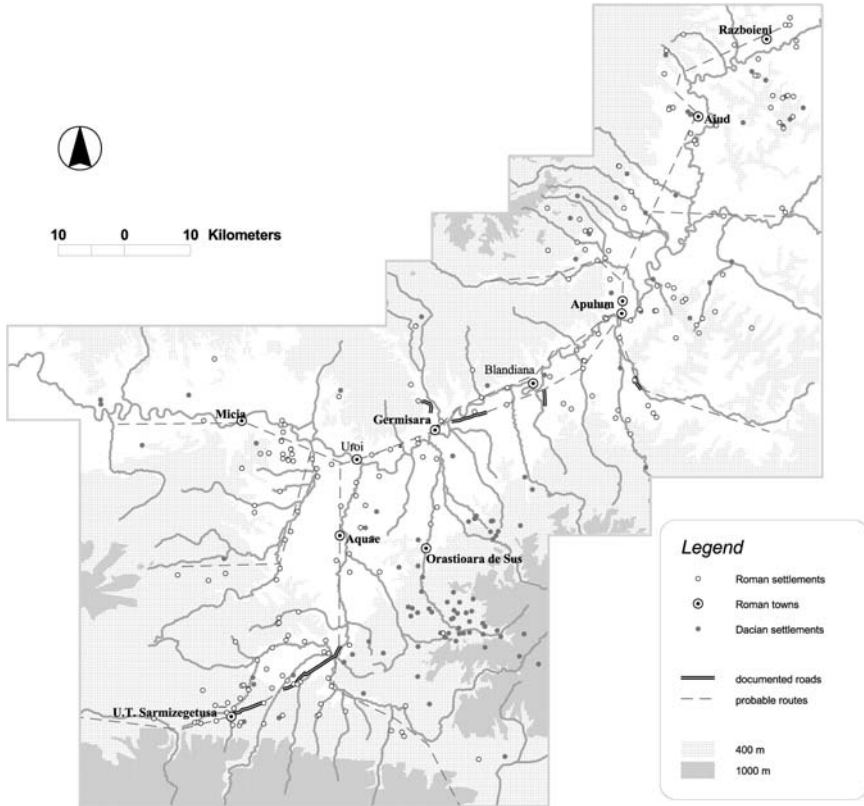 Razboieni
Aiud
10 0 10 Kilometers
Apulum
Blandiana
Micia
Germisara
Uroi
Aquae
Orastioara de Sus
U.T. Sarmizegetusa
Legend
Roman settlements
Roman towns
Dacian settlements
documented roads
probable routes
400 m
1000 m